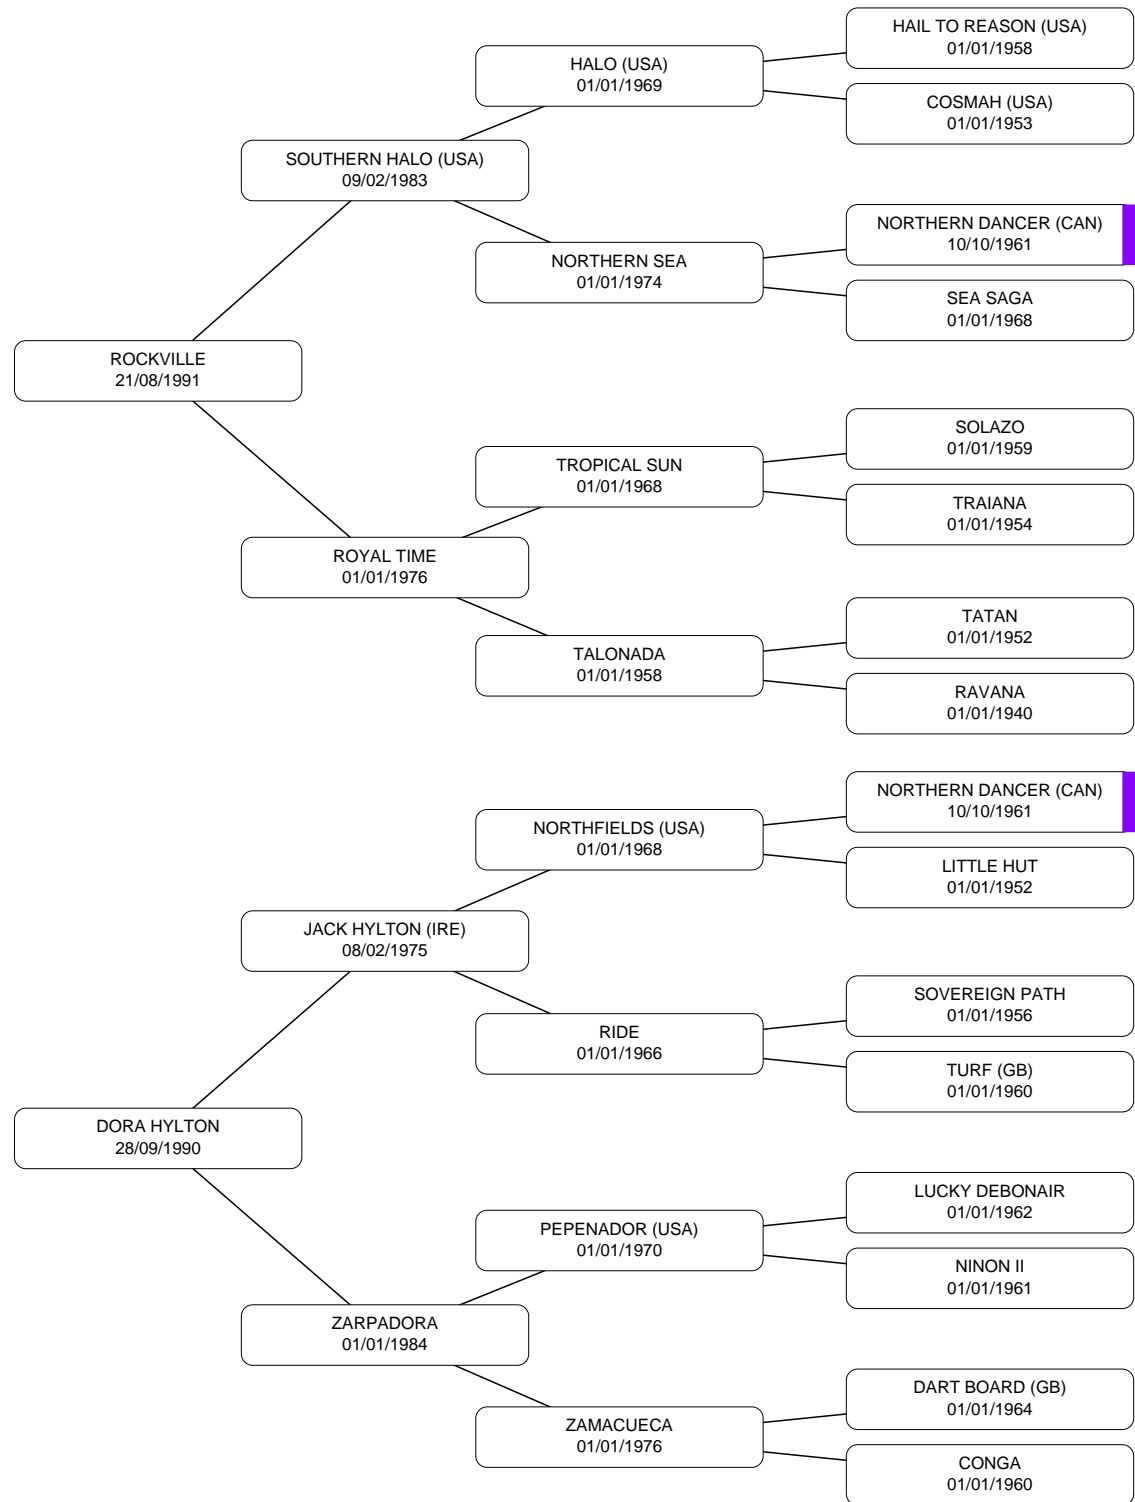 HAIL TO REASON (USA)
01/01/1958
HALO (USA)
01/01/1969
COSMAH (USA)
01/01/1953
SOUTHERN HALO (USA)
09/02/1983
NORTHERN DANCER (CAN)
10/10/1961
NORTHERN SEA
01/01/1974
SEA SAGA
01/01/1968
ROCKVILLE
21/08/1991
SOLAZO
01/01/1959
TROPICAL SUN
01/01/1968
TRAIANA
01/01/1954
ROYAL TIME
01/01/1976
TATAN
01/01/1952
TALONADA
01/01/1958
RAVANA
01/01/1940
NORTHERN DANCER (CAN)
10/10/1961
NORTHFIELDS (USA)
01/01/1968
LITTLE HUT
01/01/1952
JACK HYLTON (IRE)
08/02/1975
SOVEREIGN PATH
01/01/1956
RIDE
01/01/1966
TURF (GB)
01/01/1960
DORA HYLTON
28/09/1990
LUCKY DEBONAIR
01/01/1962
PEPENADOR (USA)
01/01/1970
NINON II
01/01/1961
ZARPADORA
01/01/1984
DART BOARD (GB)
01/01/1964
ZAMACUECA
01/01/1976
CONGA
01/01/1960